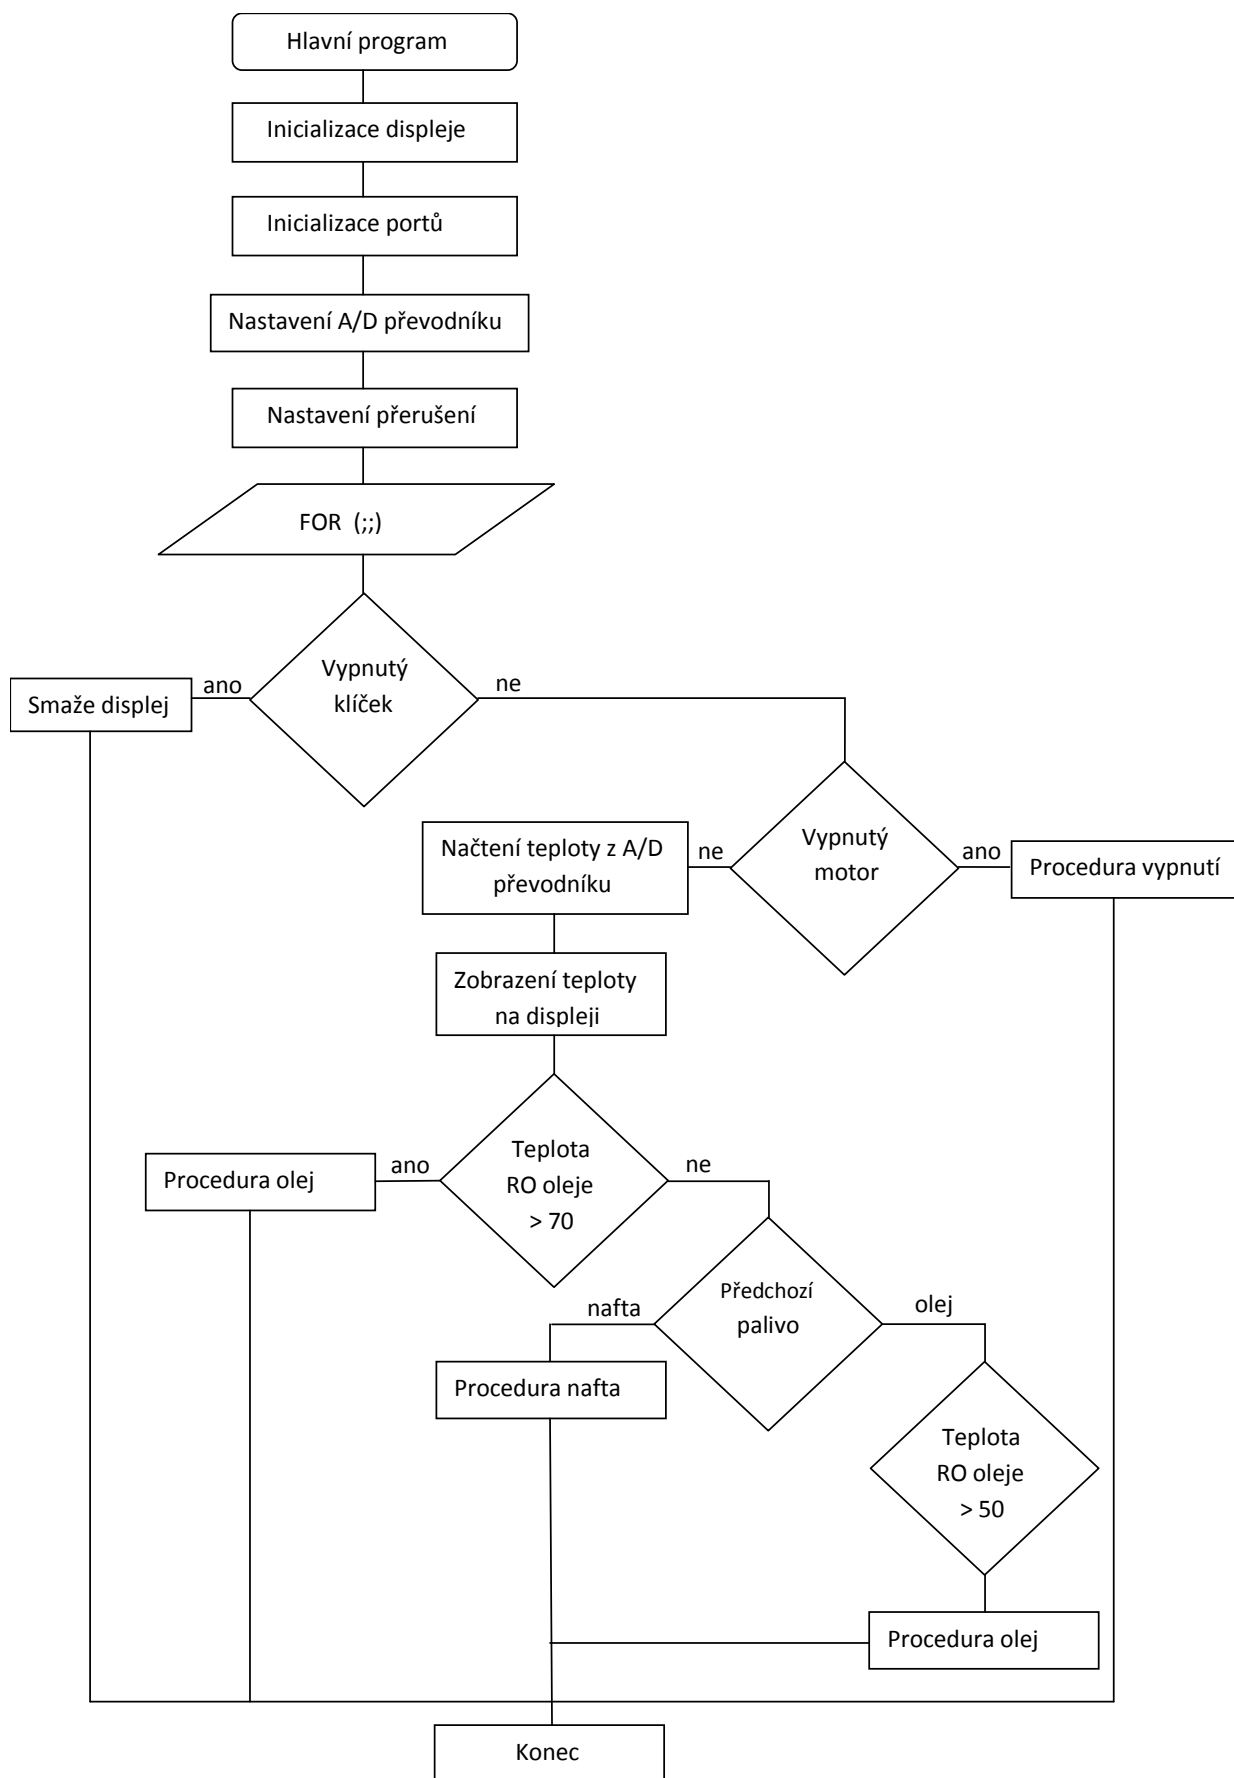 Hlavní program
Inicializace displeje
Inicializace portů
Nastavení A/D převodníku
Nastavení přerušení
FOR (;;)
Vypnutý
klíček
ano
ne
Smaže displej
Vypnutý
motor
ne
ano
Načtení teploty z A/D
převodníku
Procedura vypnutí
Zobrazení teploty
na displeji
Teplota
RO oleje
> 70
ano
ne
Procedura olej
Předchozí
palivo
nafta
olej
Procedura nafta
Teplota
RO oleje
> 50
Procedura olej
Konec